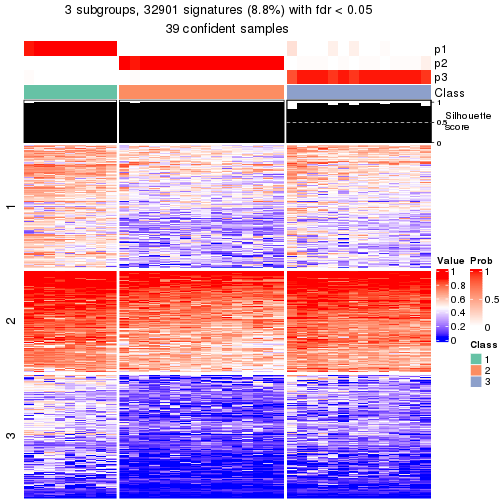 3 subgroups, 32901 signatures (8.8%) with fdr < 0.05
39 confident samples
p1
p2
p3
Class
1
0.5
0
Silhouette
score
1
2
3
Value
1
0.8
0.6
0.4
0.2
0
Prob
1
0.5
0
Class
1
2
3